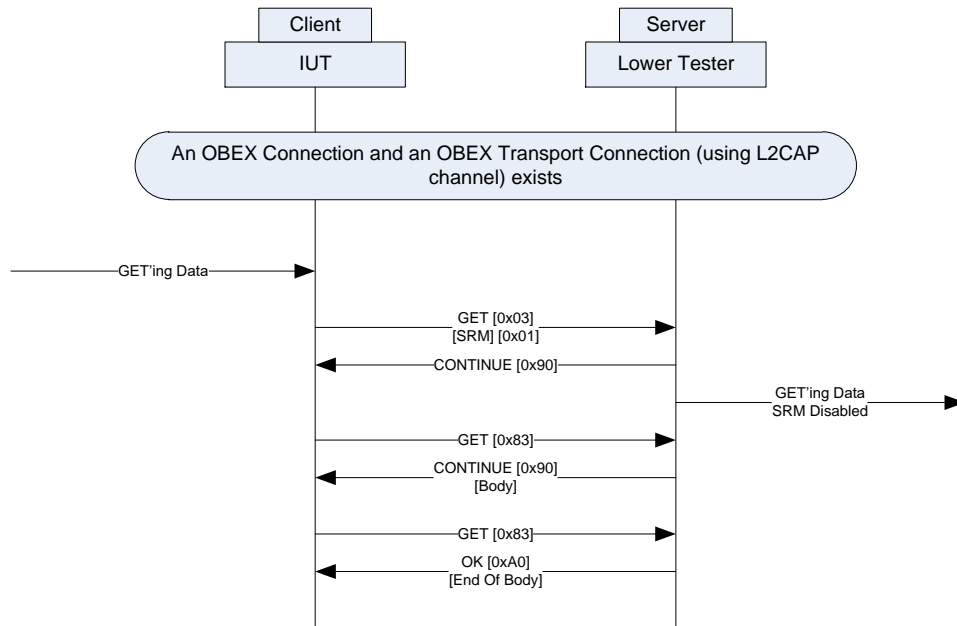 Client
Server
IUT
Lower Tester
An OBEX Connection and an OBEX Transport Connection (using L2CAP
channel) exists
GET'ing Data
GET [0x03]
[SRM] [0x01]
CONTINUE [0x90]
GET'ing Data
SRM Disabled
GET [0x83]
CONTINUE [0x90]
[Body]
GET [0x83]
OK [0xA0]
[End Of Body]